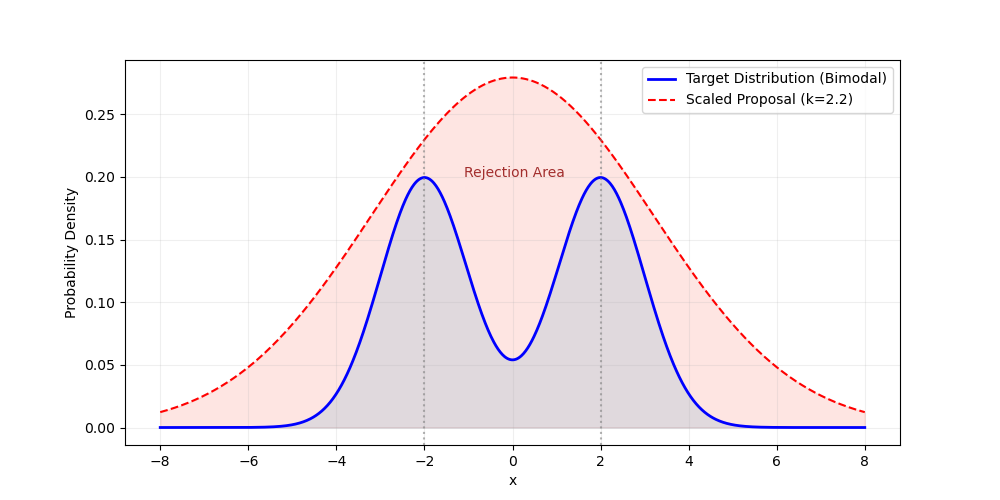 Target Distribution (Bimodal)
Scaled Proposal (k=2.2)
Rejection Area
Probability Density
0.25
0.20
0.15
0.10
0.05
0.00
−8 −6 −4 −2 0 2 4 6 8
x